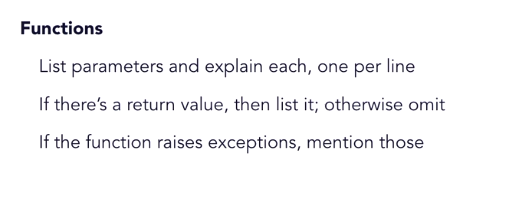 Functions
List parameters and explain each, one per line
If there’s a return value, then list it; otherwise omit
If the function raises exceptions, mention those